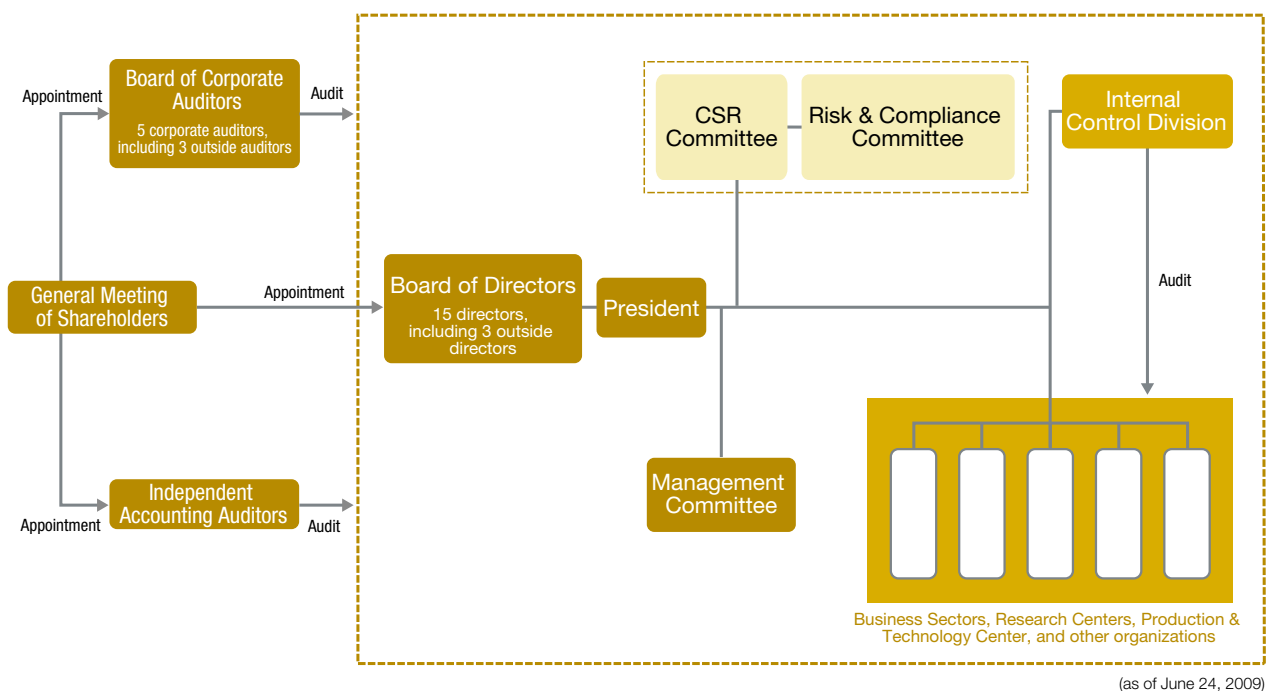 Appointment
Board of Corporate
Auditors
5 corporate auditors,
including 3 outside auditors
Audit
CSR
Committee
Risk & Compliance
Committee
Internal
Control Division
General Meeting
of Shareholders
Appointment
Board of Directors
15 directors,
including 3 outside
directors
President
Audit
Management
Committee
Appointment
Independent
Accounting Auditors
Audit
Business Sectors, Research Centers, Production &
Technology Center, and other organizations
(as of June 24, 2009)